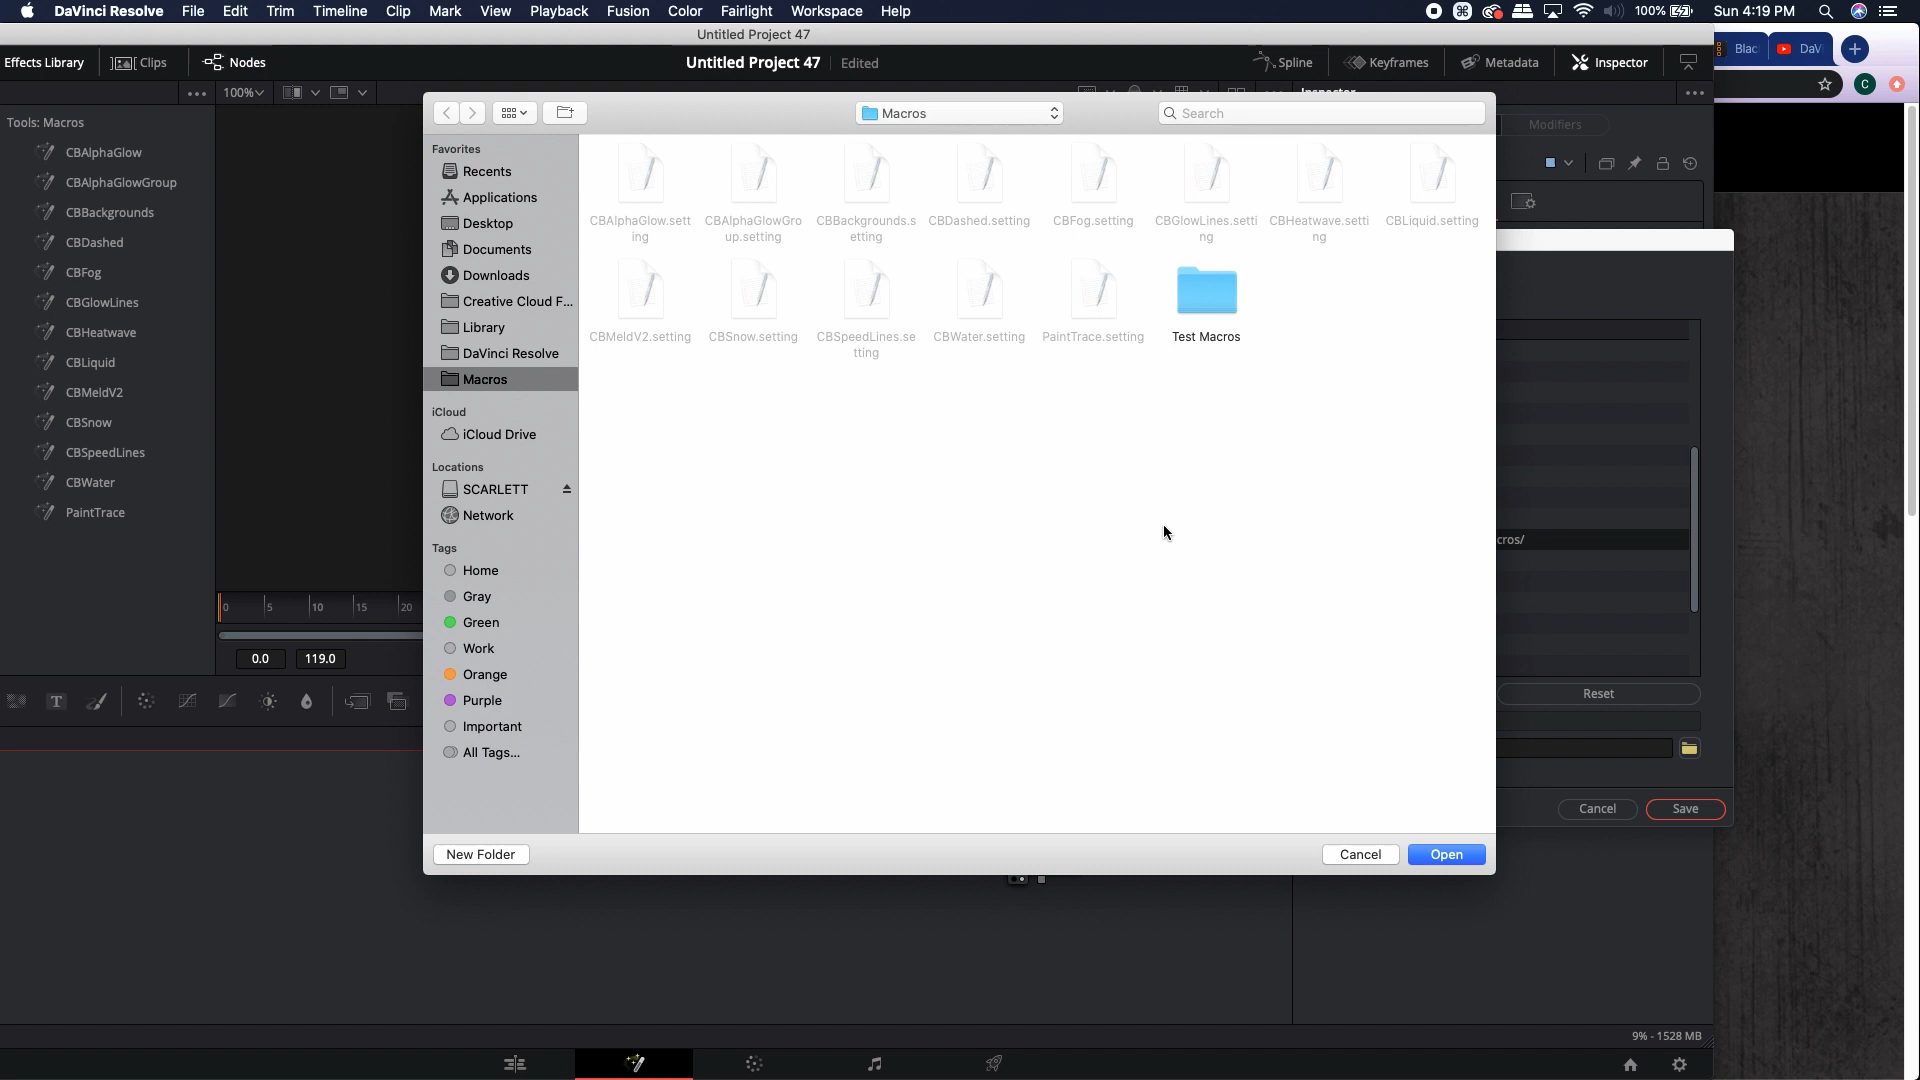 DaVinci Resolve File Edit Trim Timeline Clip Mark View Playback Fusion Color Fairlight Workspace Help 100% Sun 4:19 PM
Untitled Project 47
Blac DaV
Effects Library Clips Nodes Untitled Project 47 Edited Spline Keyframes Metadata Inspector
C
100% Inspector
Macros Search
Tools: Macros
Modifiers
CBAlphaGlow
CBAlphaGlowGroup
CBBackgrounds
CBDashed
CBFog
CBGlowLines
CBHeatwave
CBLiquid
CBMeldV2
CBSnow
CBSpeedLines
CBWater
PaintTrace
Favorites
Recents
Applications
Desktop
Documents
Downloads
Creative Cloud F...
Library
DaVinci Resolve
Macros
iCloud
iCloud Drive
Locations
SCARLETT
Network
Tags
Home
Gray
Green
Work
Orange
Purple
Important
All Tags...
CBAlphaGlow.sett
ing
CBAlphaGlowGro
up.setting
CBBackgrounds.s
etting
CBDashed.setting
CBFog.setting
CBGlowLines.setti
ng
CBHeatwave.setti
ng
CBLiquid.setting
CBMeldV2.setting
CBSnow.setting
CBSpeedLines.se
tting
CBWater.setting
PaintTrace.setting
Test Macros
cros/
0 5 10 15 20
0.0 119.0
T
Reset
Cancel Save
New Folder Cancel Open
9% - 1528 MB